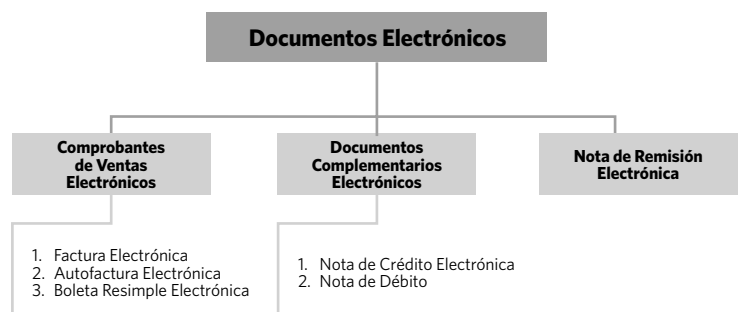 Documentos Electrónicos
Comprobantes
de Ventas
Electrónicos
Documentos
Complementarios
Electrónicos
Nota de Remisión
Electrónica
1. Factura Electrónica
2. Autofactura Electrónica
3. Boleta Resimple Electrónica
1. Nota de Crédito Electrónica
2. Nota de Débito